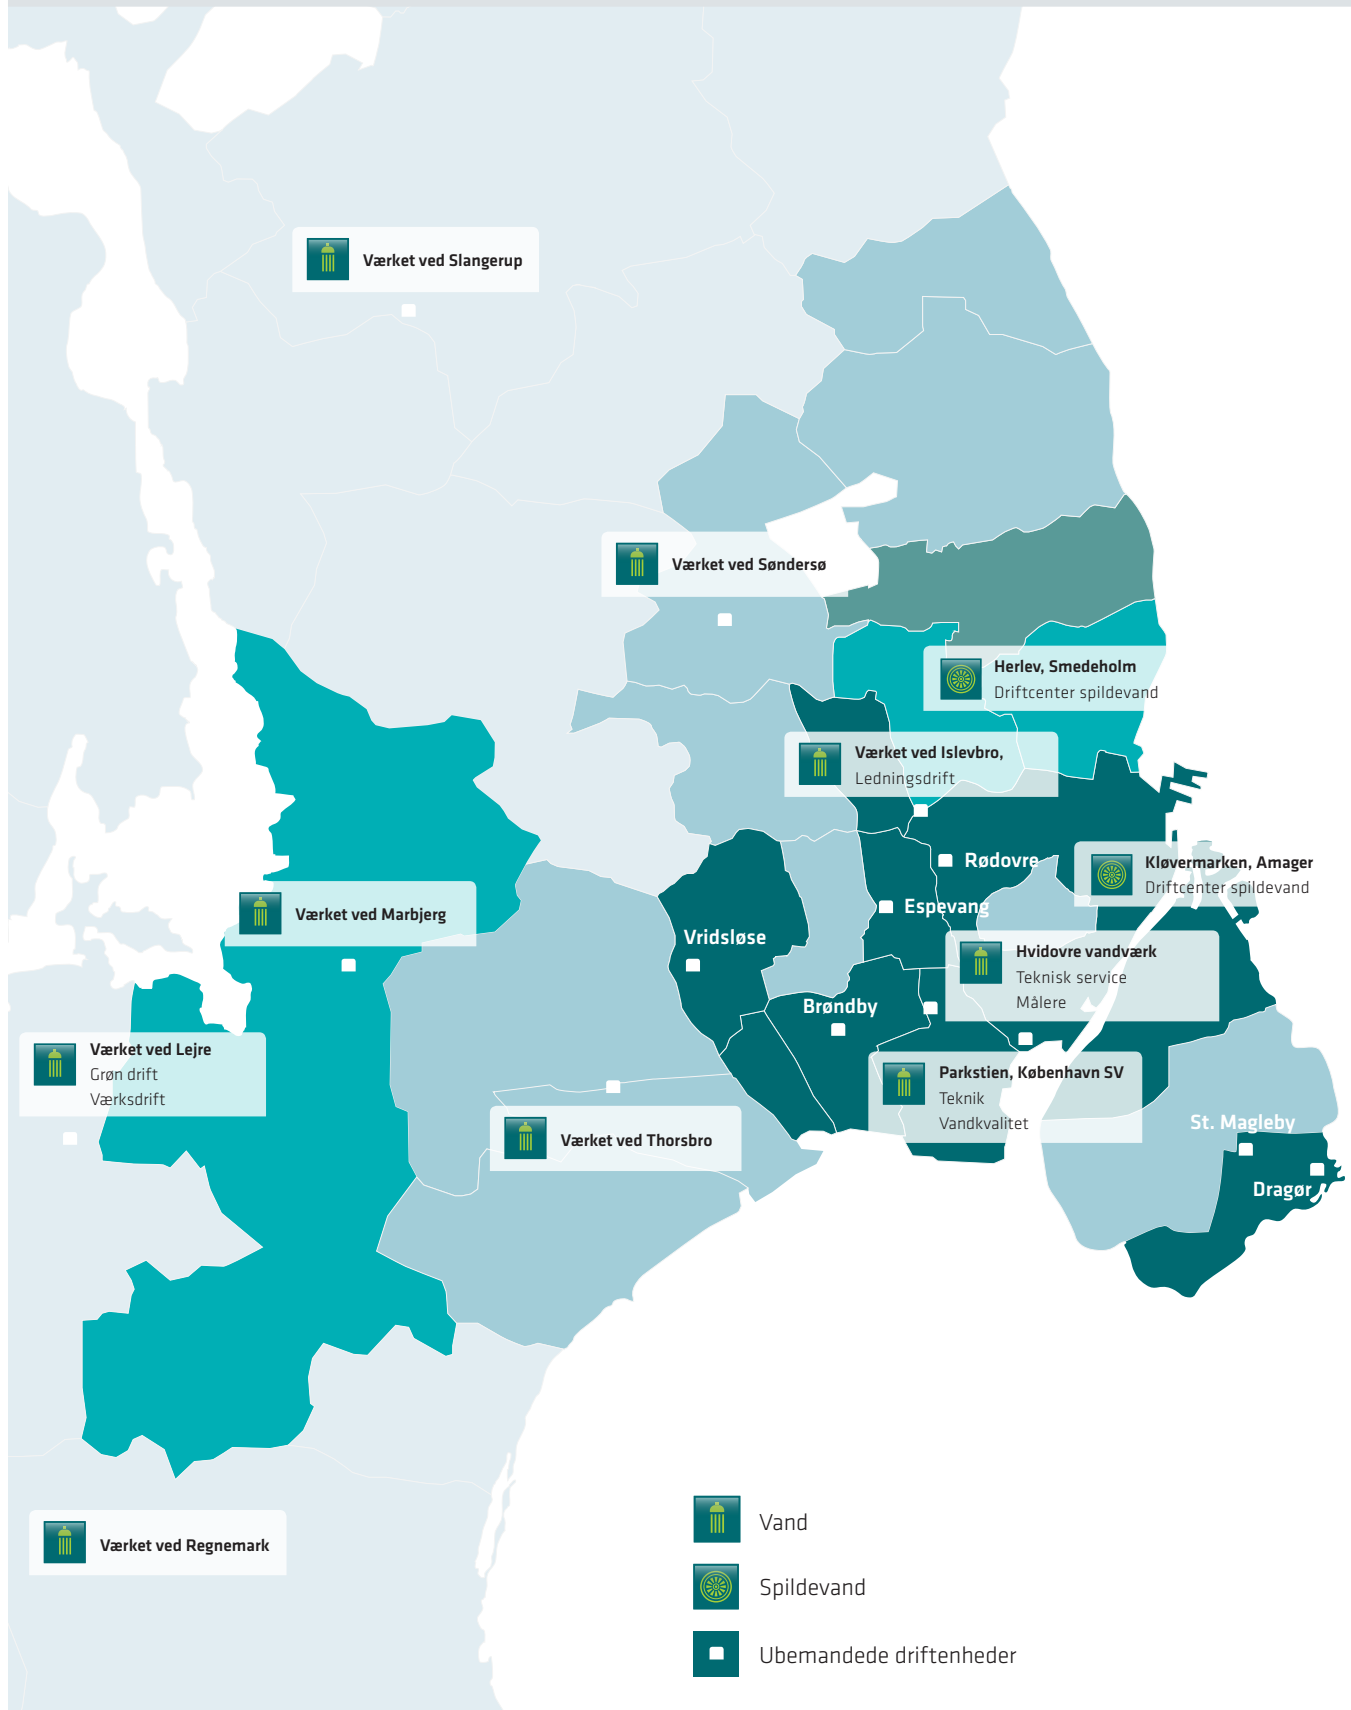 Værket ved Slangerup
Værket ved Søndersø
Herlev, Smedeholm
Driftcenter spildevand
Værket ved Islevbro,
Ledningsdrift
Rødovre
Kløvermarken, Amager
Driftcenter spildevand
Espevang
Værket ved Marbjerg
Vridsløse
Hvidovre vandværk
Teknisk service
Målere
Brøndby
Værket ved Lejre
Grøn drift
Værksdrift
Parkstien, København SV
Teknik
Vandkvalitet
St. Magleby
Værket ved Thorsbro
Dragør
Værket ved Regnemark
Vand
Spildevand
Ubemandede driftenheder